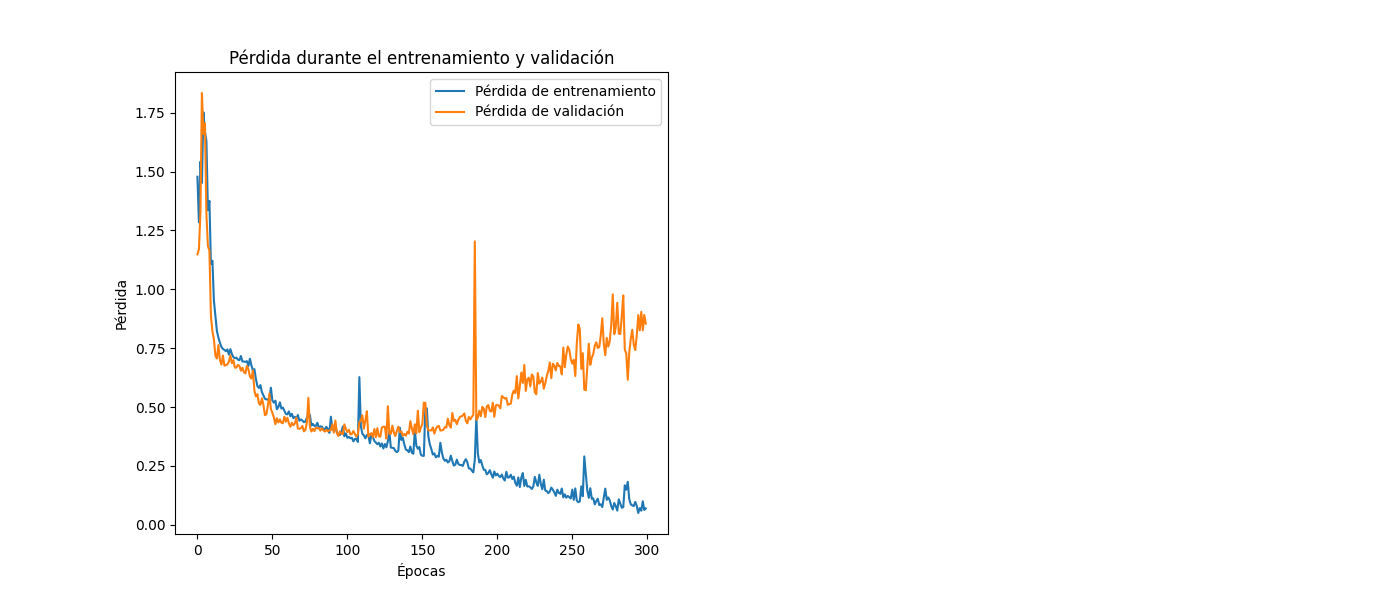 Pérdida durante el entrenamiento y validación
Pérdida de entrenamiento
Pérdida de validación
1.75
1.50
1.25
1.00
0.75
0.50
0.25
0.00
Pérdida
0 50 100 150 200 250 300
Épocas